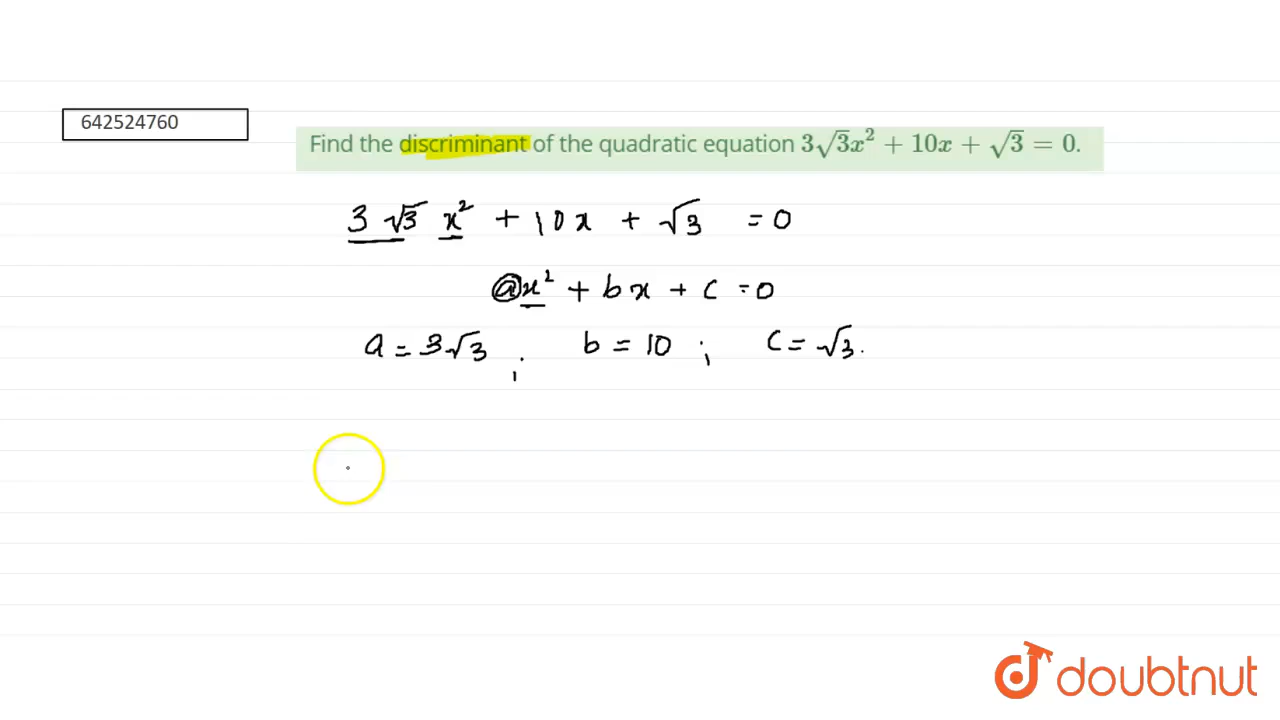 642524760
Find the discriminant of the quadratic equation 3√3x² + 10x + √3 = 0.
3 √3 x² + 10x + √3 = 0
ax² + bx + c = 0
a = 3√3 ; b = 10 ; c = √3.
doubtnut